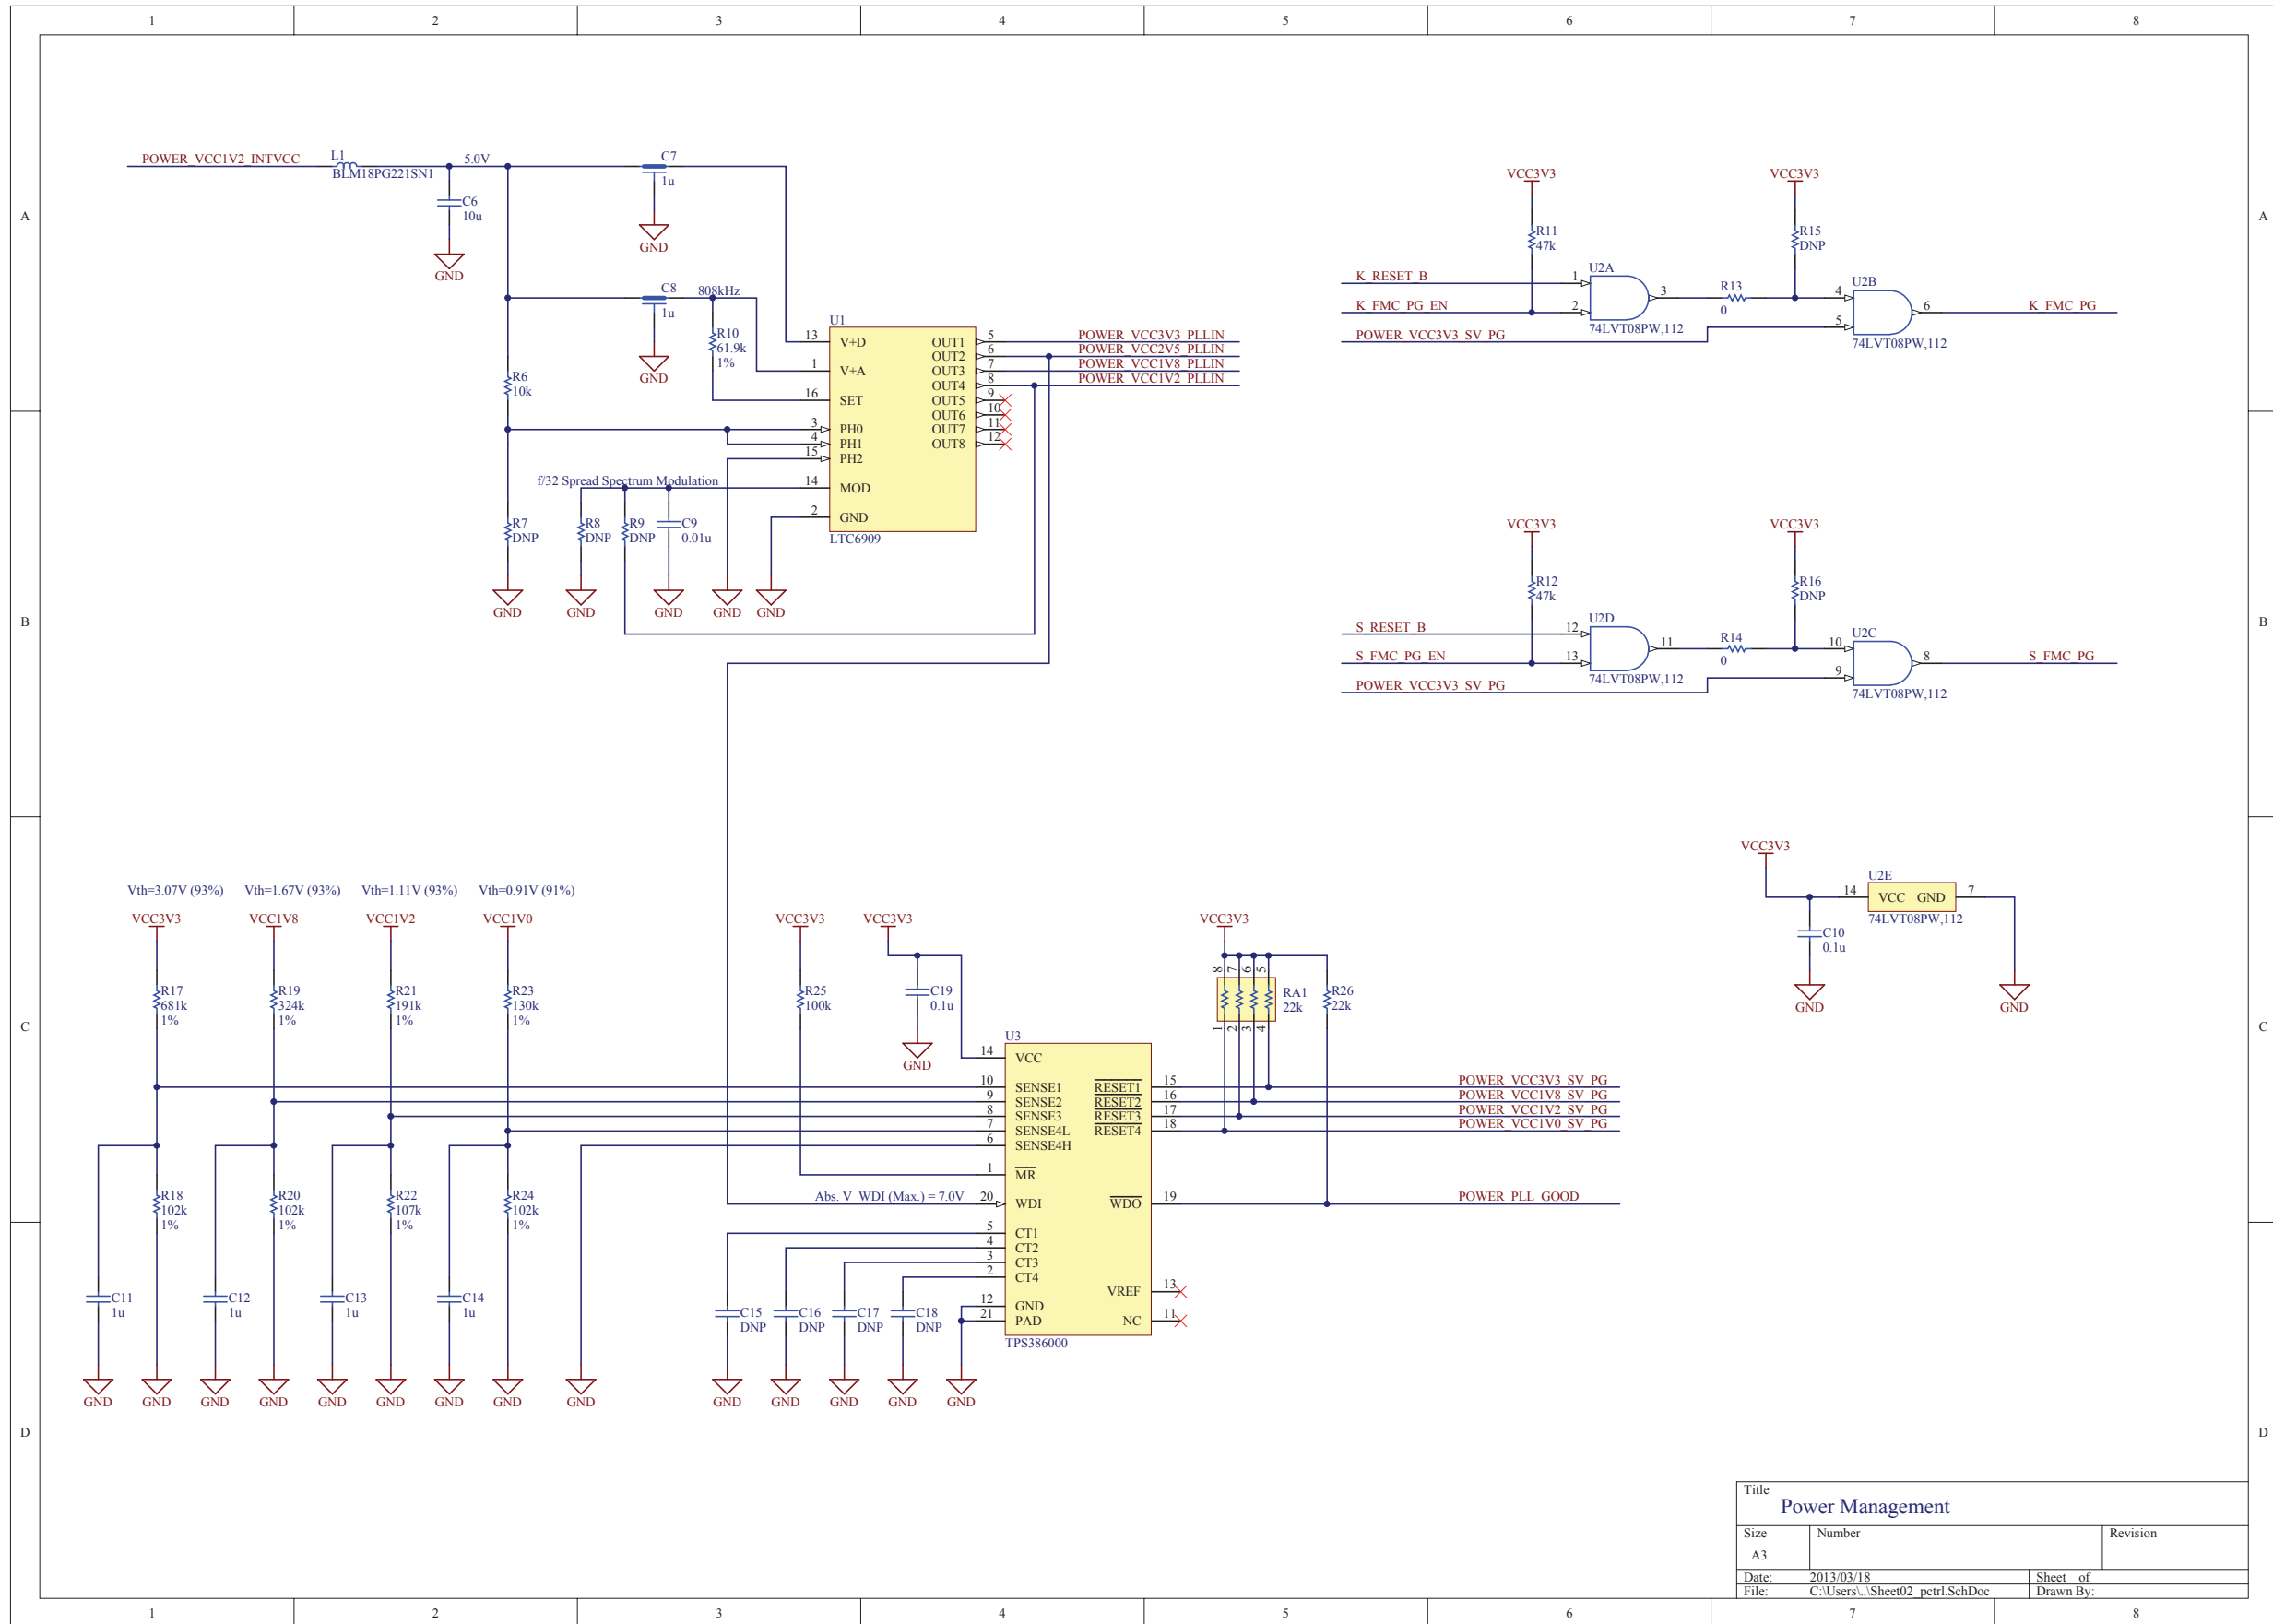 1 2 3 4 5 6 7 8
A
B
C
D
A
B
C
D
POWER_VCC1V2_INTVCC
L1
BLM18PG221SN1
5.0V
C6
10u
GND
C7
1u
GND
C8
1u
GND
808kHz
R10
61.9k
1%
R6
10k
R7
DNP
GND
f/32 Spread Spectrum Modulation
R8
DNP
GND
R9
DNP
C9
0.01u
GND
GND
GND
U1
13 V+D
1 V+A
16 SET
3 PH0
4 PH1
15 PH2
14 MOD
2 GND
OUT1 5
OUT2 6
OUT3 7
OUT4 8
OUT5 9
OUT6 10
OUT7 11
OUT8 12
LTC6909
POWER_VCC3V3_PLLIN
POWER_VCC2V5_PLLIN
POWER_VCC1V8_PLLIN
POWER_VCC1V2_PLLIN
VCC3V3
R11
47k
K_RESET_B
K_FMC_PG_EN
POWER_VCC3V3_SV_PG
U2A
1
2
3
74LVT08PW,112
R13
0
VCC3V3
R15
DNP
U2B
4
5
6
74LVT08PW,112
K_FMC_PG
VCC3V3
R12
47k
S_RESET_B
S_FMC_PG_EN
POWER_VCC3V3_SV_PG
U2D
12
13
11
74LVT08PW,112
R14
0
VCC3V3
R16
DNP
U2C
10
9
8
74LVT08PW,112
S_FMC_PG
VCC3V3
C10
0.1u
GND
U2E
14 VCC GND 7
74LVT08PW,112
GND
Vth=3.07V (93%)
Vth=1.67V (93%)
Vth=1.11V (93%)
Vth=0.91V (91%)
VCC3V3
VCC1V8
VCC1V2
VCC1V0
R17
681k
1%
R19
324k
1%
R21
191k
1%
R23
130k
1%
R18
102k
1%
R20
102k
1%
R22
107k
1%
R24
102k
1%
C11
1u
C12
1u
C13
1u
C14
1u
GND GND GND GND GND GND GND GND GND
VCC3V3
R25
100k
VCC3V3
C19
0.1u
GND
Abs. V_WDI (Max.) = 7.0V
U3
14 VCC
10 SENSE1
9 SENSE2
8 SENSE3
7 SENSE4L
6 SENSE4H
1 MR
20 WDI
5 CT1
4 CT2
3 CT3
2 CT4
12 GND
21 PAD
RESET1 15
RESET2 16
RESET3 17
RESET4 18
WDO 19
VREF 13
NC 11
TPS386000
C15
DNP
C16
DNP
C17
DNP
C18
DNP
GND GND GND GND GND
VCC3V3
8 7 6 5
RA1
22k
1 2 3 4
R26
22k
POWER_VCC3V3_SV_PG
POWER_VCC1V8_SV_PG
POWER_VCC1V2_SV_PG
POWER_VCC1V0_SV_PG
POWER_PLL_GOOD
Title
Power Management
Size Number Revision
A3
Date: 2013/03/18 Sheet of
File: C:\Users\..\Sheet02_pctrl.SchDoc Drawn By:
1 2 3 4 5 6 7 8